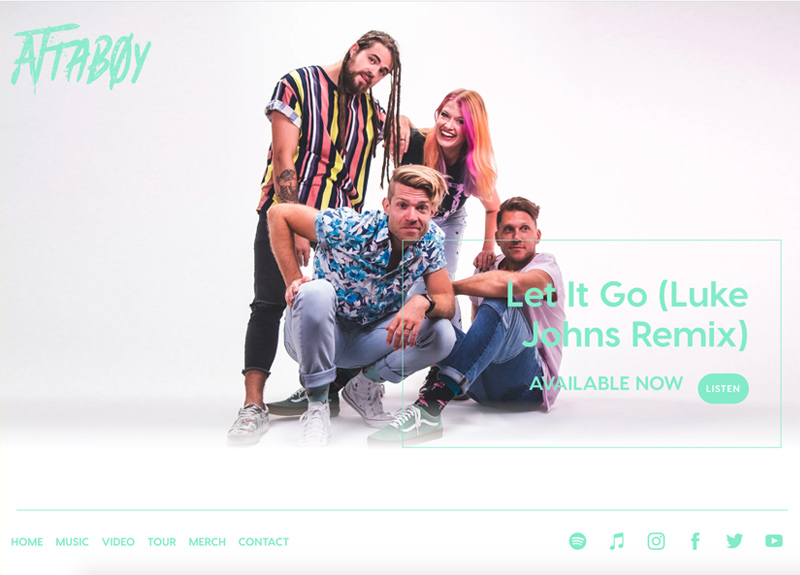 ATTABØY
Let It Go (Luke
Johns Remix)
AVAILABLE NOW LISTEN
HOME MUSIC VIDEO TOUR MERCH CONTACT